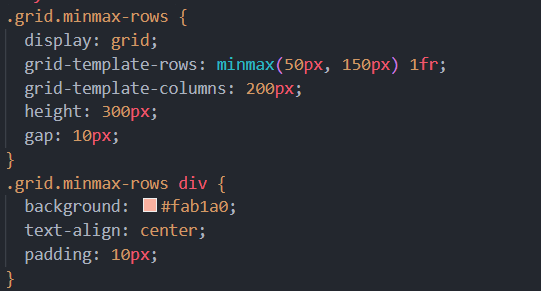 .grid.minmax-rows {
  display: grid;
  grid-template-rows: minmax(50px, 150px) 1fr;
  grid-template-columns: 200px;
  height: 300px;
  gap: 10px;
}
.grid.minmax-rows div {
  background: #fab1a0;
  text-align: center;
  padding: 10px;
}